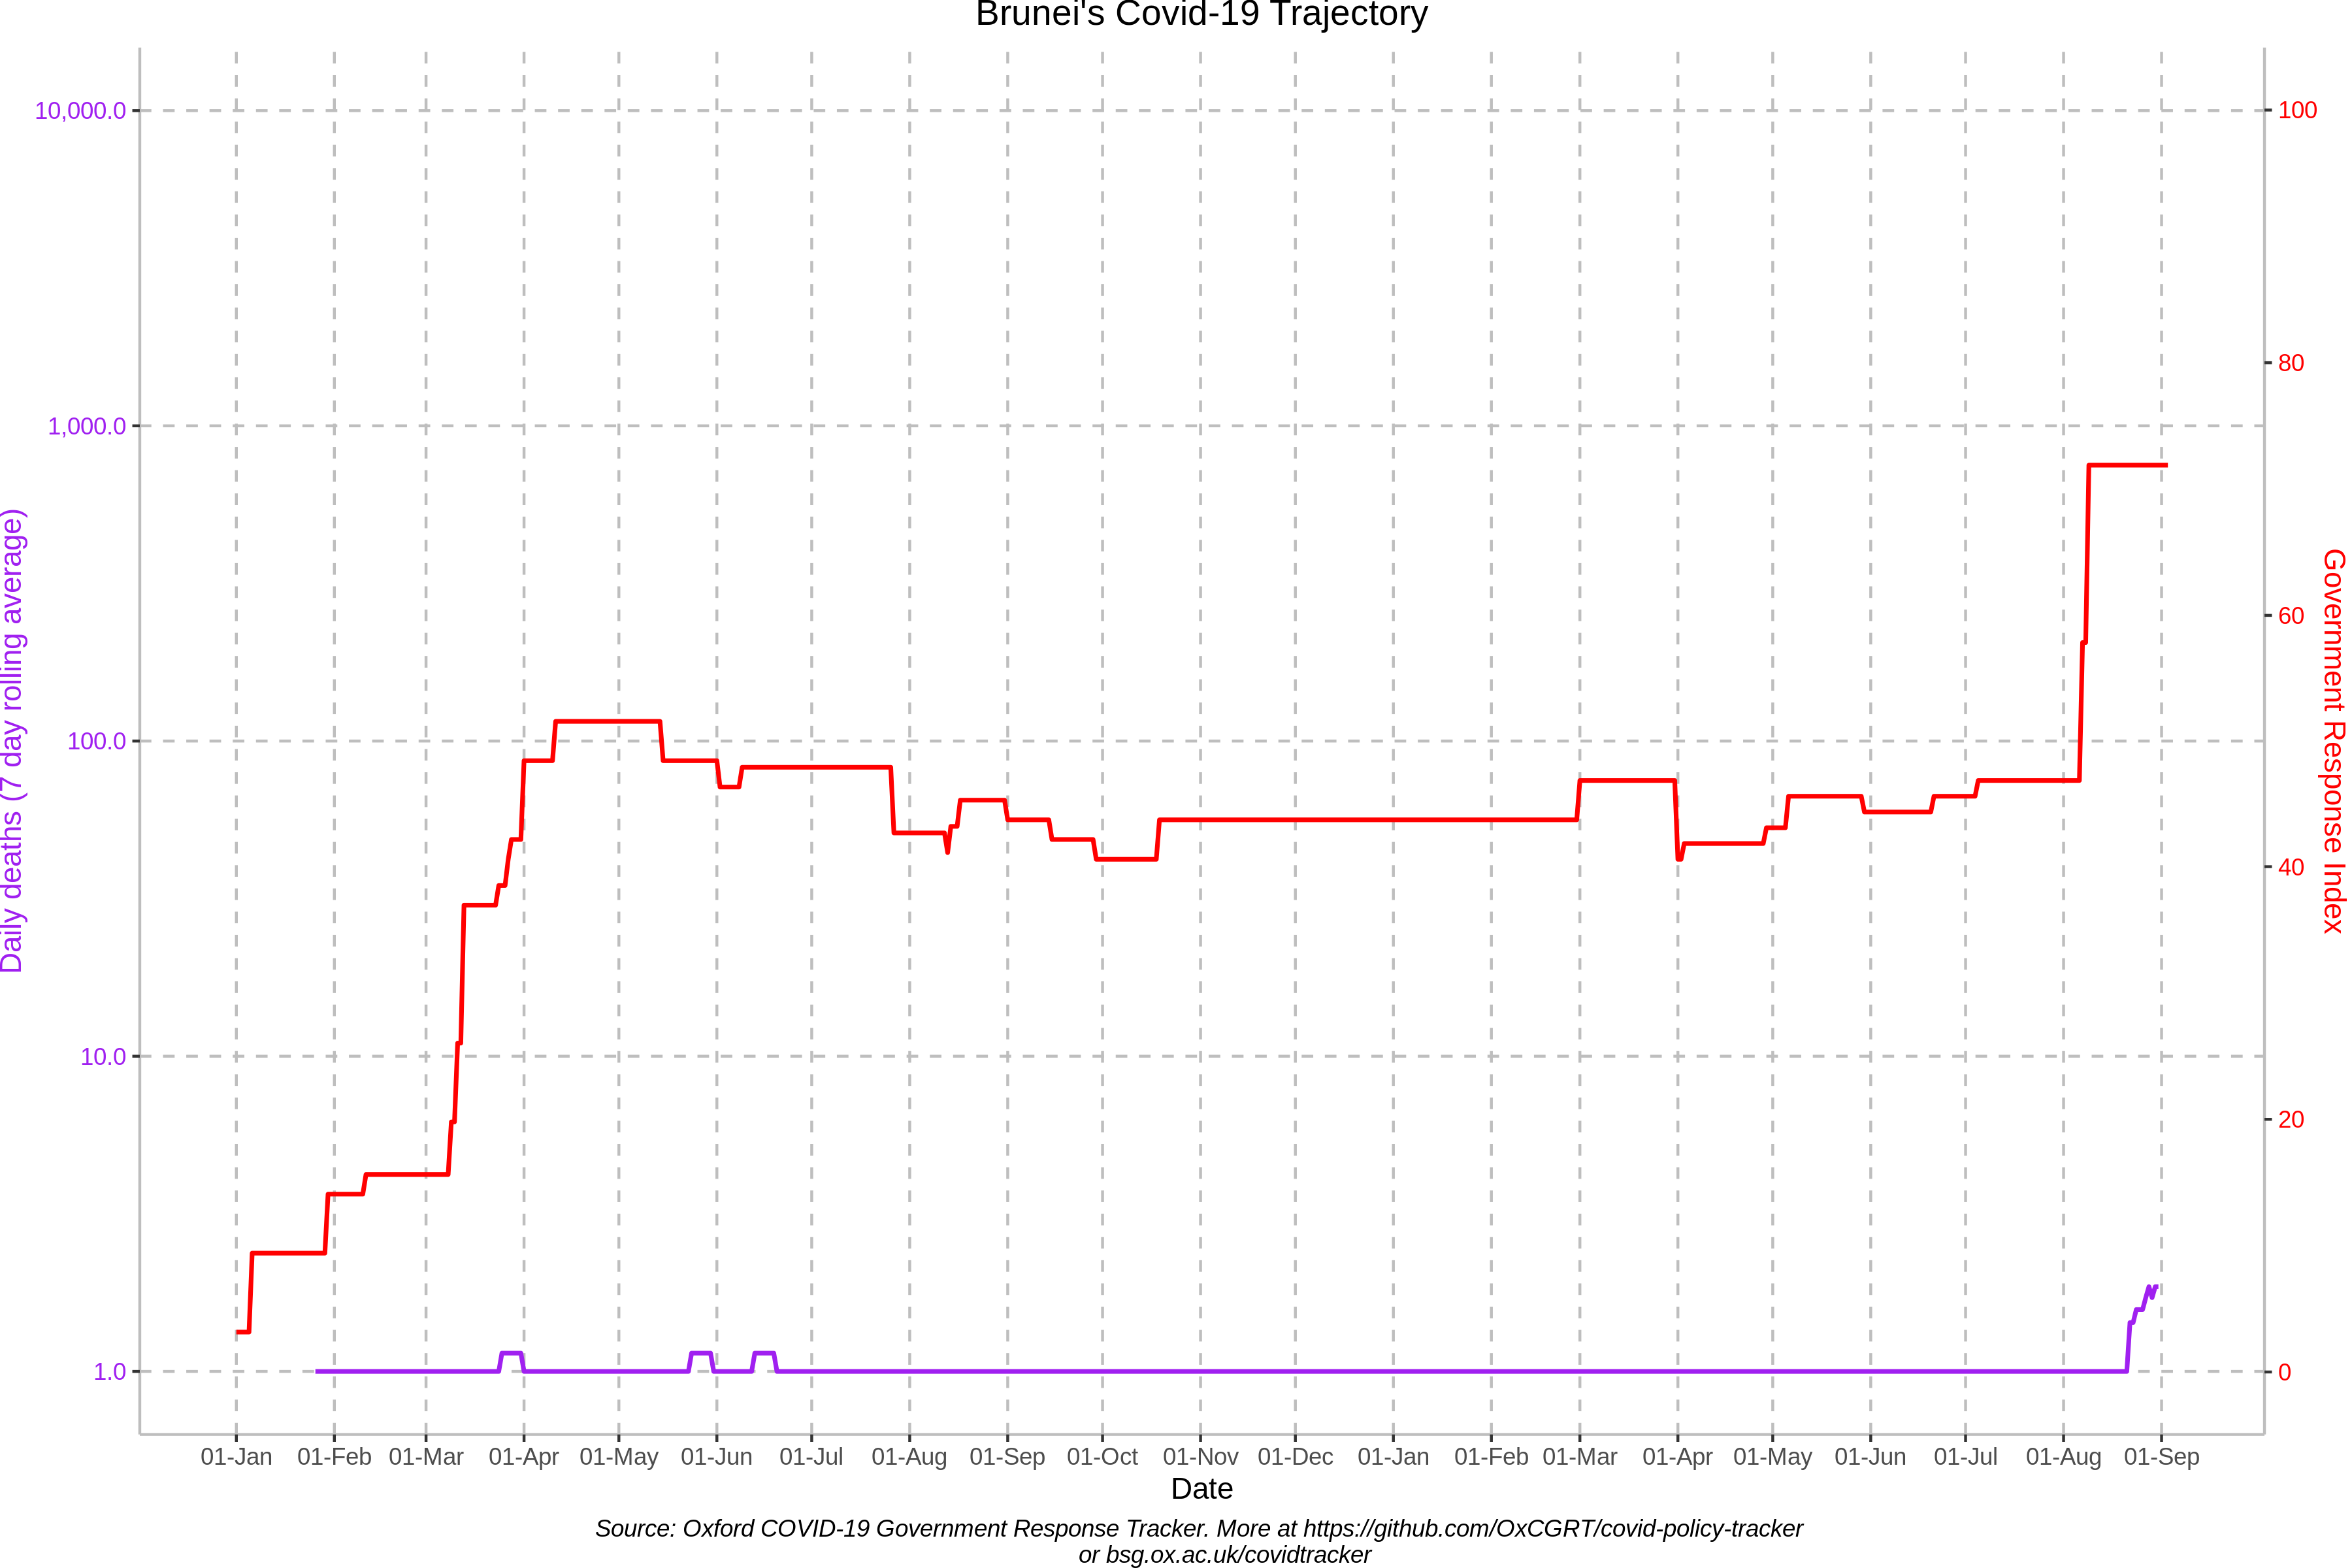 Brunei's Covid-19 Trajectory
10,000.0
1,000.0
100.0
10.0
1.0
Daily deaths (7 day rolling average)
100
80
60
40
20
0
Government Response Index
01-Jan 01-Feb 01-Mar 01-Apr 01-May 01-Jun 01-Jul 01-Aug 01-Sep 01-Oct 01-Nov 01-Dec 01-Jan 01-Feb 01-Mar 01-Apr 01-May 01-Jun 01-Jul 01-Aug 01-Sep
Date
Source: Oxford COVID-19 Government Response Tracker. More at https://github.com/OxCGRT/covid-policy-tracker
or bsg.ox.ac.uk/covidtracker